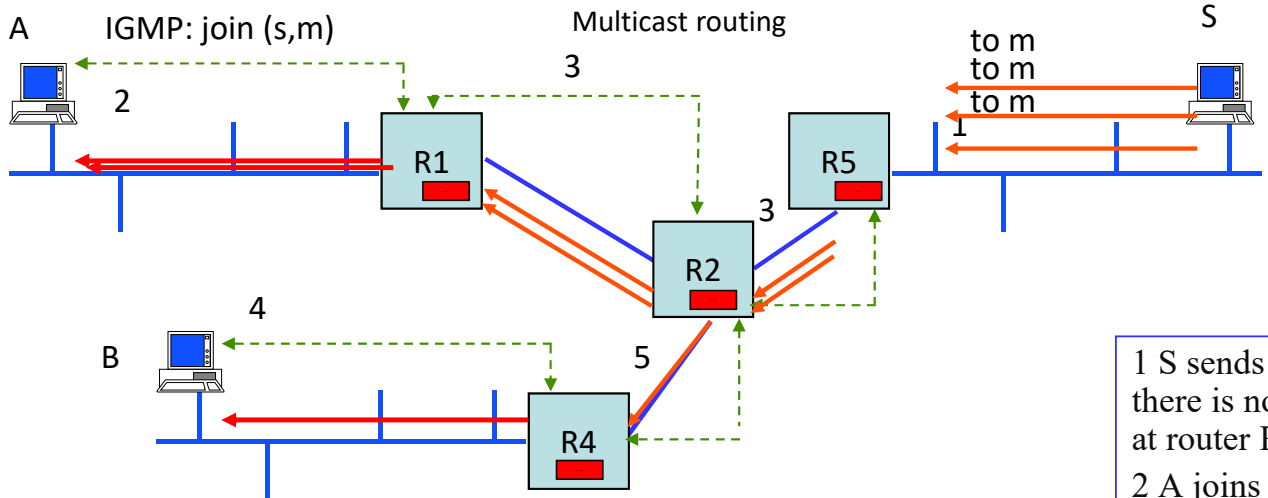 A
IGMP: join (s,m)
Multicast routing
S
to m
to m
to m
1
2
3
R1
R5
3
R2
4
B
5
R4
1 S sends
there is no
at router
2 A joins